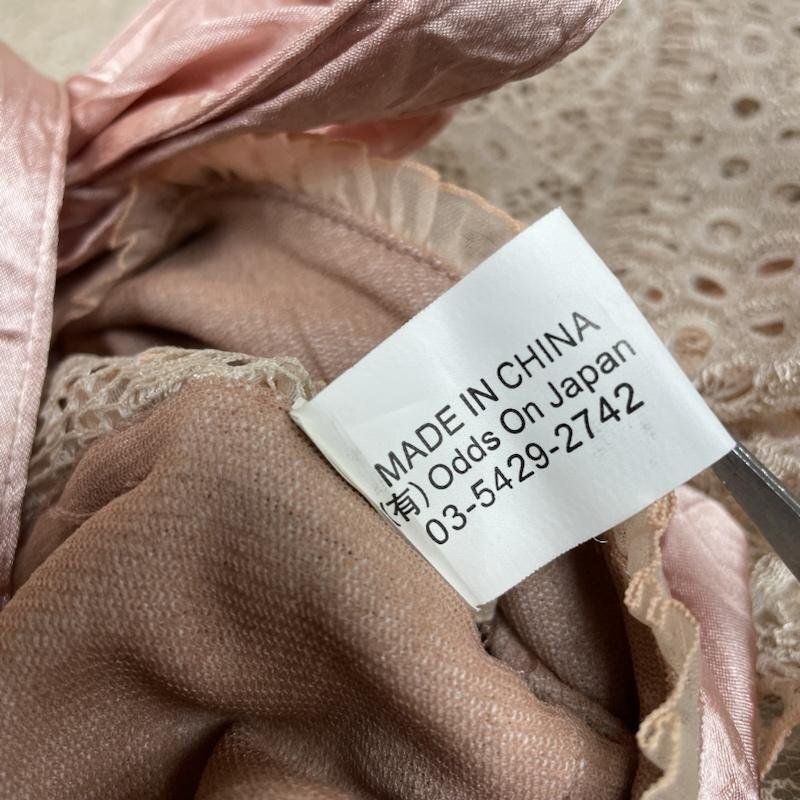 MADE IN CHINA
(有) Odds On Japan
03-5429-2742